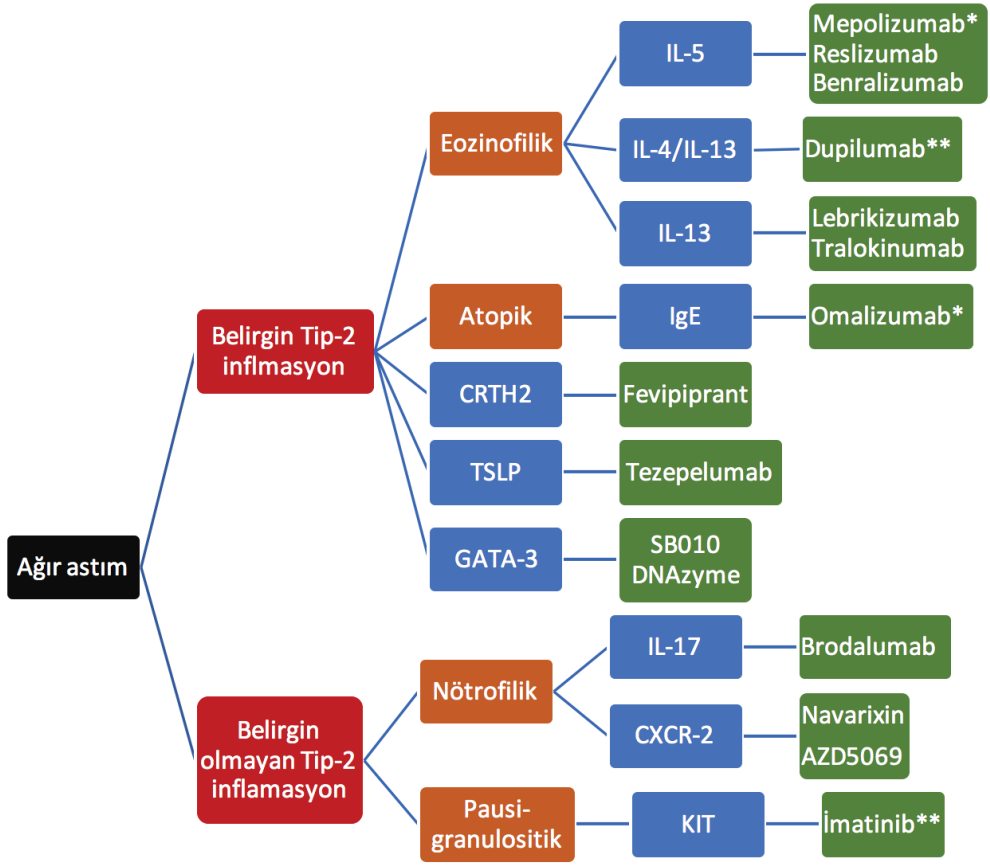 Ağır astım
Belirgin Tip-2
inflmasyon
Eozinofilik
IL-5
Mepolizumab*
Reslizumab
Benralizumab
IL-4/IL-13
Dupilumab**
IL-13
Lebrikizumab
Tralokinumab
Atopik
IgE
Omalizumab*
CRTH2
Fevipiprant
TSLP
Tezepelumab
GATA-3
SB010
DNAzyme
Belirgin
olmayan Tip-2
inflamasyon
Nötrofilik
IL-17
Brodalumab
CXCR-2
Navarixin
AZD5069
Pausi-
granulositik
KIT
İmatinib**